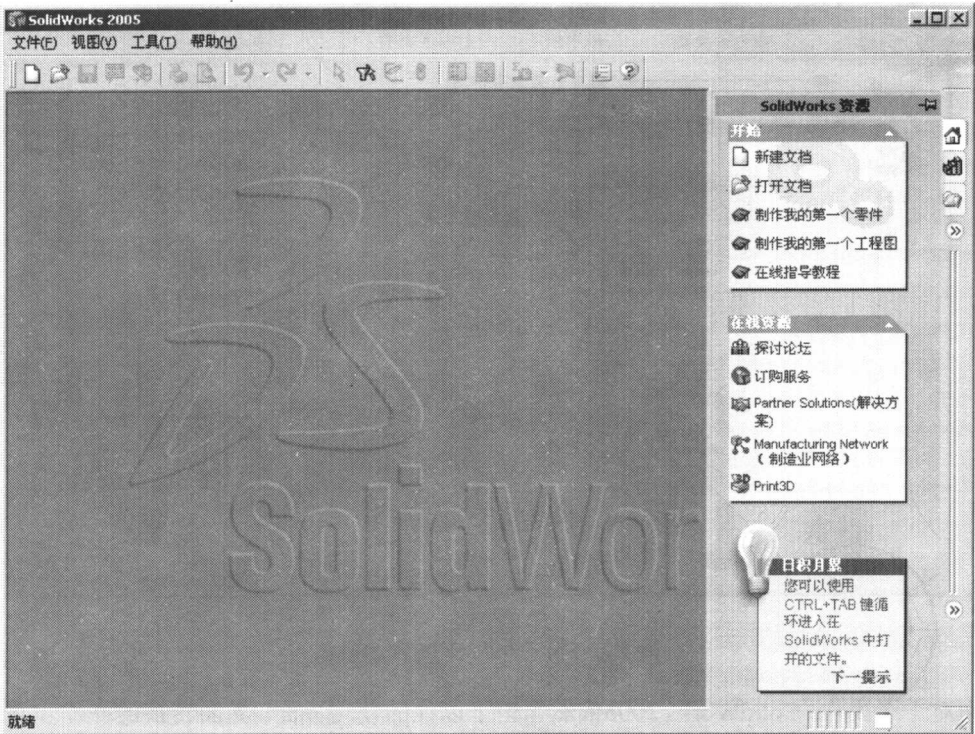 SolidWorks 2005
文件(F) 视图(V) 工具(T) 帮助(H)
SolidWorks 资源
开始
新建文档
打开文档
制作我的第一个零件
制作我的第一个工程图
在线指导教程
在线资源
探讨论坛
订购服务
Partner Solutions(解决方
案)
Manufacturing Network
(制造业网络)
Print3D
SolidWor
日积月累
您可以使用
CTRL+TAB 键循
环进入在
SolidWorks 中打
开的文件。
下一提示
就绪